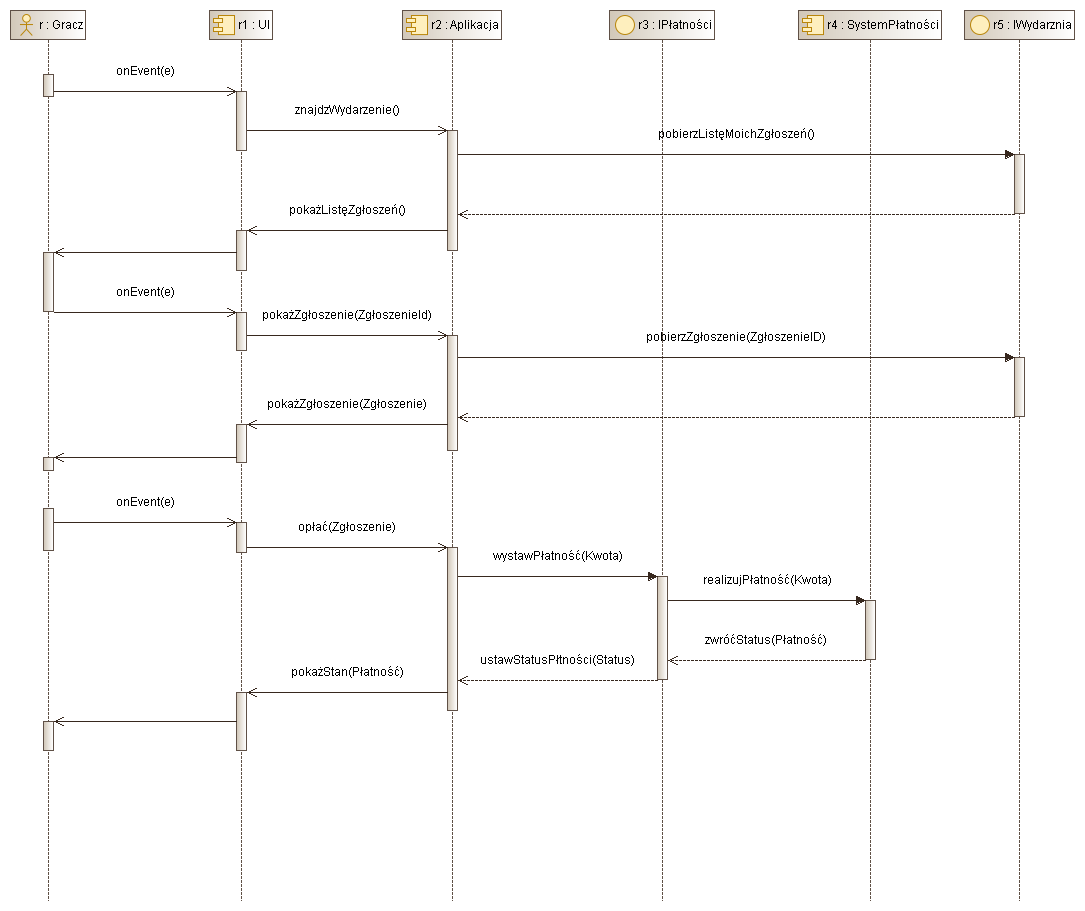 r : Gracz
r1 : UI
r2 : Aplikacja
r3 : IPłatności
r4 : SystemPłatności
r5 : IWydarznia
onEvent(e)
znajdzWydarzenie()
pobierzListęMoichZgłoszeń()
pokażListęZgłoszeń()
onEvent(e)
pokażZgłoszenie(ZgłoszenieId)
pobierzZgłoszenie(ZgłoszenieID)
pokażZgłoszenie(Zgłoszenie)
onEvent(e)
opłać(Zgłoszenie)
wystawPłatność(Kwota)
realizujPłatność(Kwota)
zwróćStatus(Płatność)
ustawStatusPłtności(Status)
pokażStan(Płatność)